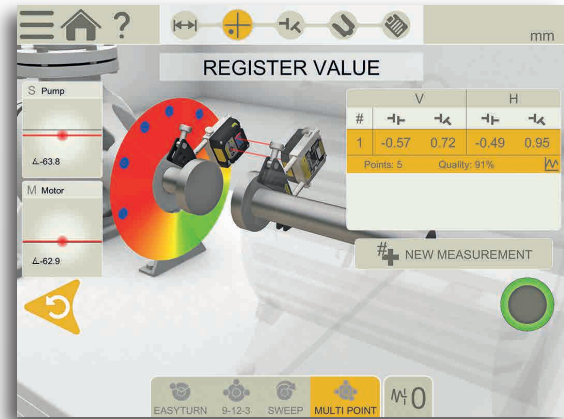 ?
mm
REGISTER VALUE
S Pump
∠-63.8
M Motor
∠-62.9
V H
#
1 -0.57 0.72 -0.49 0.95
Points: 5 Quality: 91%
# NEW MEASUREMENT
EASYTURN 9-12-3 SWEEP MULTI POINT
0